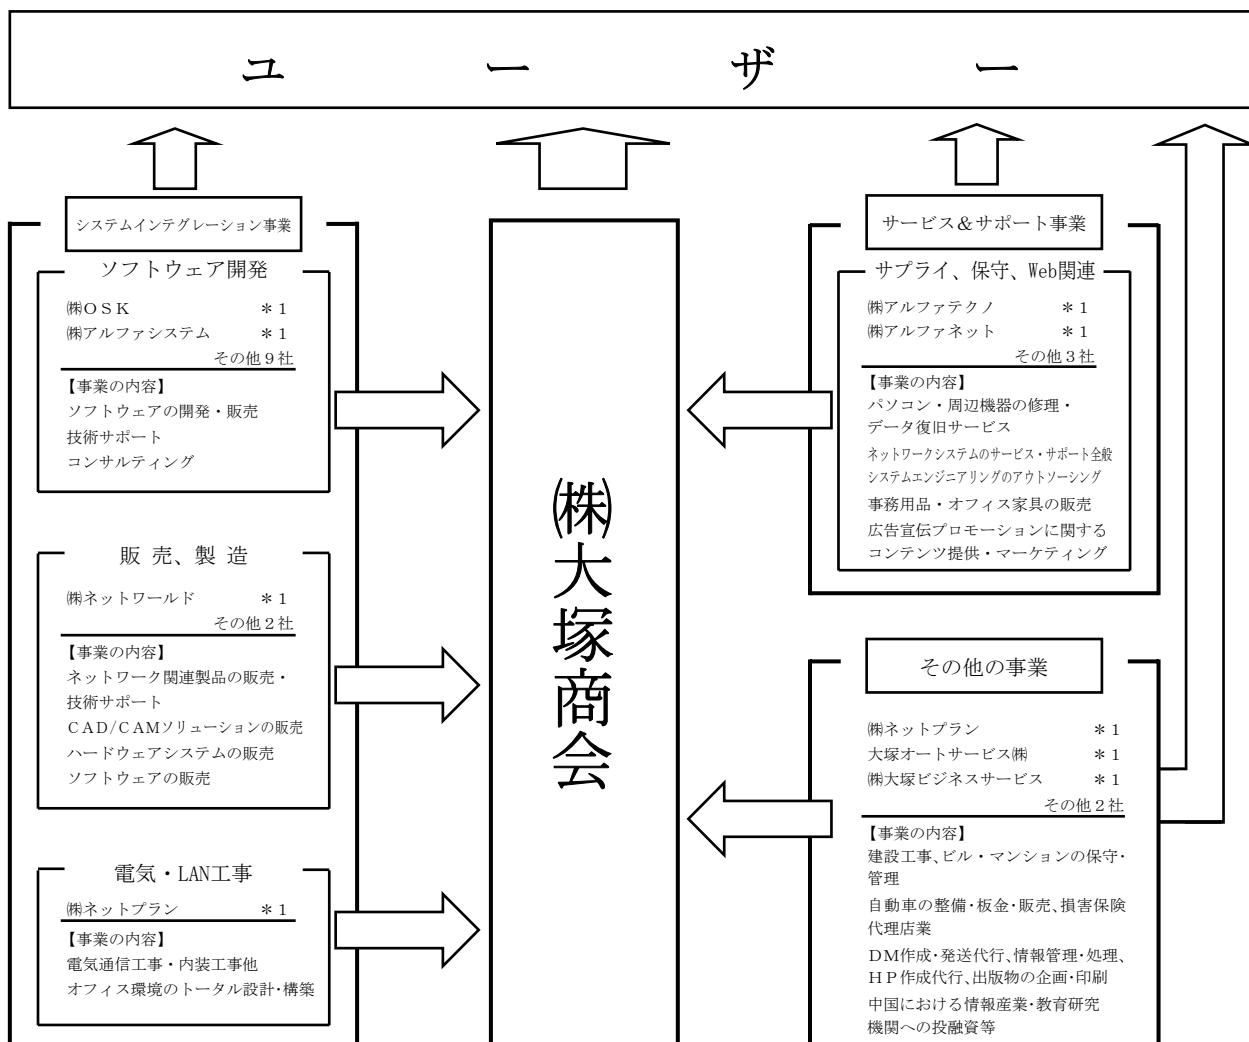 ユーザー
システムインテグレーション事業
ソフトウェア開発
㈱ＯＳＫ ＊１
㈱アルファシステム ＊１
その他９社
【事業の内容】
ソフトウェアの開発・販売
技術サポート
コンサルティング
販売、製造
㈱ネットワールド ＊１
その他２社
【事業の内容】
ネットワーク関連製品の販売・
技術サポート
ＣＡＤ/ＣＡＭソリューションの販売
ハードウェアシステムの販売
ソフトウェアの販売
電気・LAN工事
㈱ネットプラン ＊１
【事業の内容】
電気通信工事・内装工事他
オフィス環境のトータル設計・構築
㈱大塚商会
サービス＆サポート事業
サプライ、保守、Web関連
㈱アルファテクノ ＊１
㈱アルファネット ＊１
その他３社
【事業の内容】
パソコン・周辺機器の修理・
データ復旧サービス
ネットワークシステムのサービス・サポート全般
システムエンジニアリングのアウトソーシング
事務用品・オフィス家具の販売
広告宣伝プロモーションに関する
コンテンツ提供・マーケティング
その他の事業
㈱ネットプラン ＊１
大塚オートサービス㈱ ＊１
㈱大塚ビジネスサービス ＊１
その他２社
【事業の内容】
建設工事、ビル・マンションの保守・
管理
自動車の整備・板金・販売、損害保険
代理店業
ＤＭ作成・発送代行、情報管理・処理、
ＨＰ作成代行、出版物の企画・印刷
中国における情報産業・教育研究
機関への投融資等